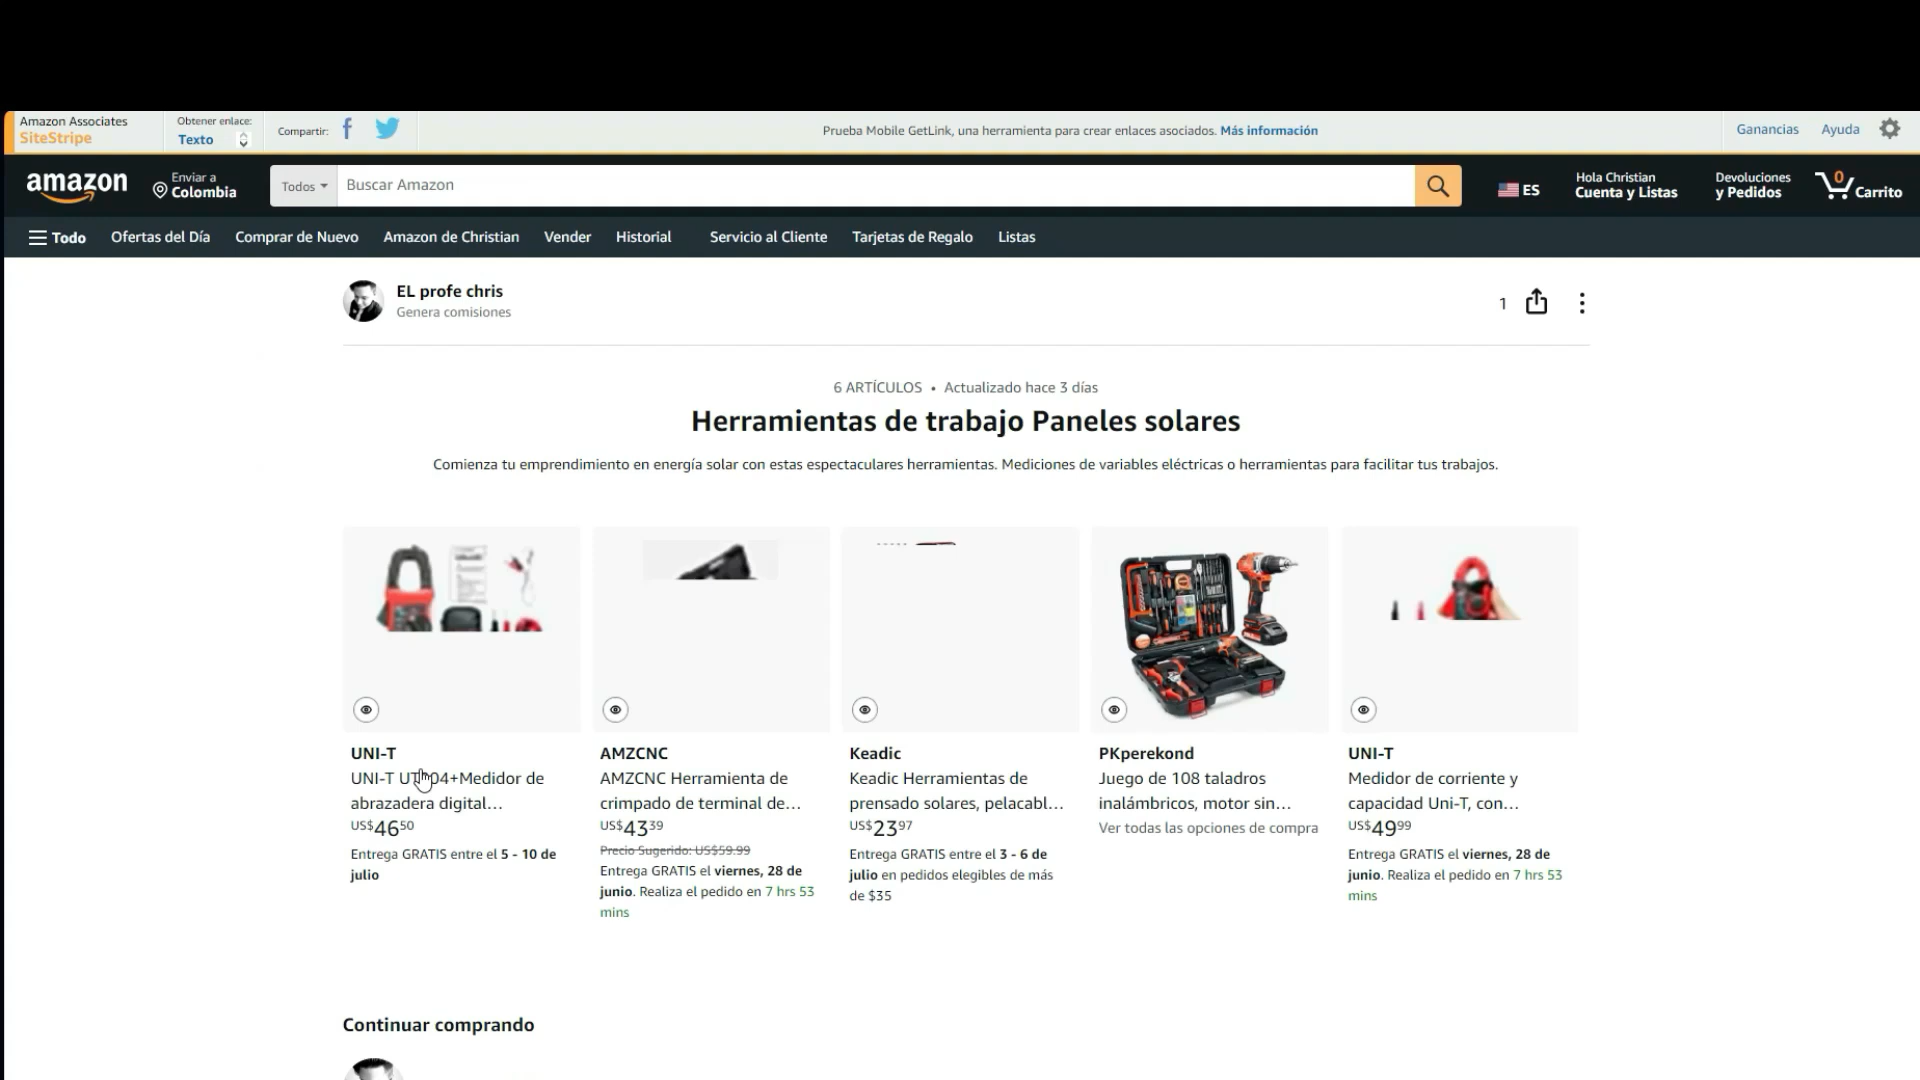 Amazon Associates
SiteStripe
Obtener enlace:
Texto
Compartir:
Prueba Mobile GetLink, una herramienta para crear enlaces asociados. Más información
Ganancias
Ayuda
amazon
Enviar a
Colombia
Todos
Buscar Amazon
ES
Hola Christian
Cuenta y Listas
Devoluciones
y Pedidos
0
Carrito
Todo
Ofertas del Día
Comprar de Nuevo
Amazon de Christian
Vender
Historial
Servicio al Cliente
Tarjetas de Regalo
Listas
EL profe chris
Genera comisiones
1
6 ARTÍCULOS • Actualizado hace 3 días
Herramientas de trabajo Paneles solares
Comienza tu emprendimiento en energía solar con estas espectaculares herramientas. Mediciones de variables eléctricas o herramientas para facilitar tus trabajos.
UNI-T
UNI-T 04+Medidor de
abrazadera digital...
US$4650
Entrega GRATIS entre el 5 - 10 de
julio
AMZCNC
AMZCNC Herramienta de
crimpado de terminal de...
US$4339
Precio Sugerido: US$59.99
Entrega GRATIS el viernes, 28 de
junio. Realiza el pedido en 7 hrs 53
mins
Keadic
Keadic Herramientas de
prensado solares, pelacabl...
US$2397
Entrega GRATIS entre el 3 - 6 de
julio en pedidos elegibles de más
de $35
PKperekond
Juego de 108 taladros
inalámbricos, motor sin...
Ver todas las opciones de compra
UNI-T
Medidor de corriente y
capacidad Uni-T, con...
US$4999
Entrega GRATIS el viernes, 28 de
junio. Realiza el pedido en 7 hrs 53
mins
Continuar comprando